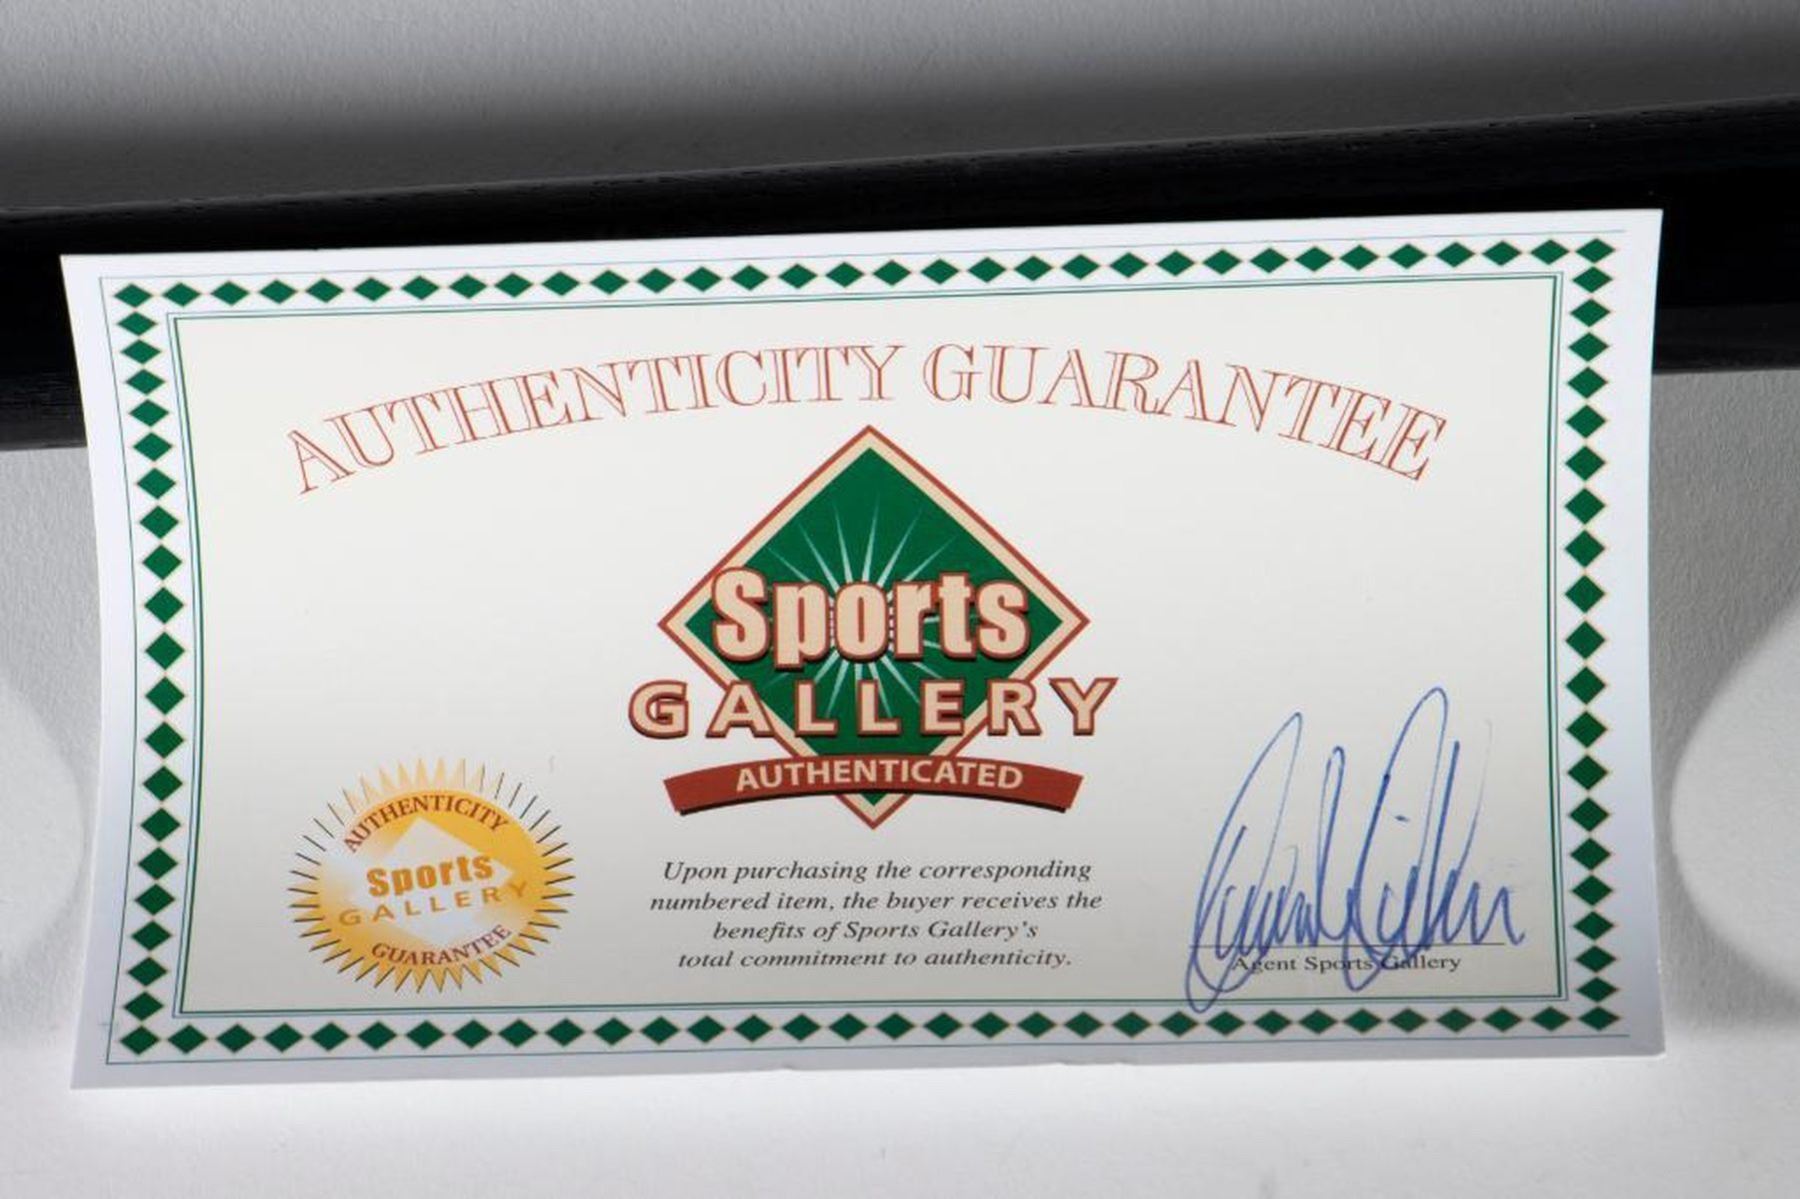 AUTHENTICITY GUARANTEE
Sports
GALLERY
AUTHENTICATED
AUTHENTICITY
Sports
GALLERY
GUARANTEE
Upon purchasing the corresponding
numbered item, the buyer receives the
benefits of Sports Gallery's
total commitment to authenticity.
Agent Sports Gallery